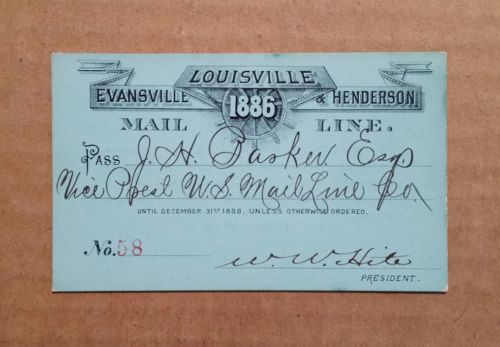 LOUISVILLE
EVANSVILLE 1886 & HENDERSON
MAIL LINE.
PASS J. H. Barker Esq.
Vice Prest U.S. Mail Line Co.
UNTIL DECEMBER 31ST 1886, UNLESS OTHERWISE ORDERED.
No. 58
W. W. Hite
PRESIDENT.